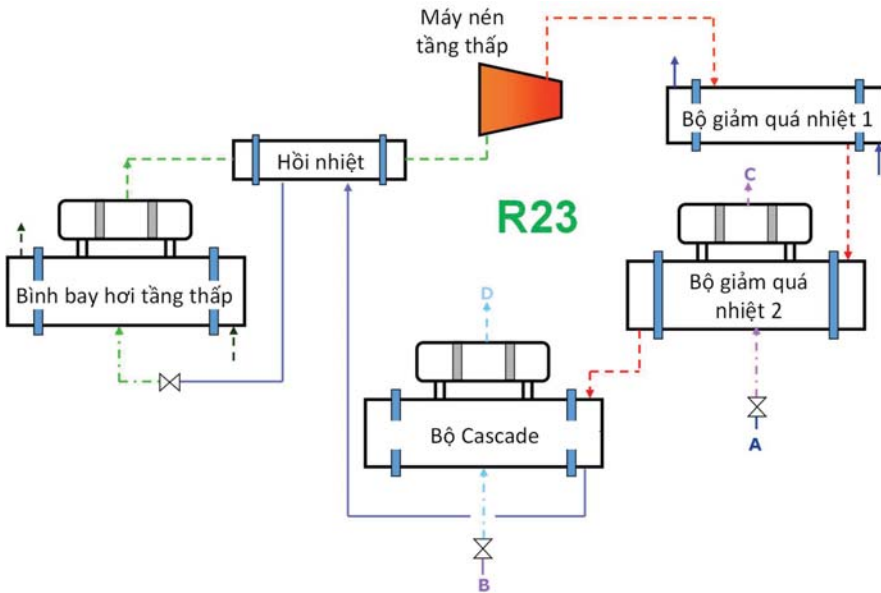 Máy nén
tầng thấp
Bộ giảm quá nhiệt 1
Hồi nhiệt
C
R23
Bình bay hơi tầng thấp
Bộ giảm quá
nhiệt 2
D
Bộ Cascade
A
B